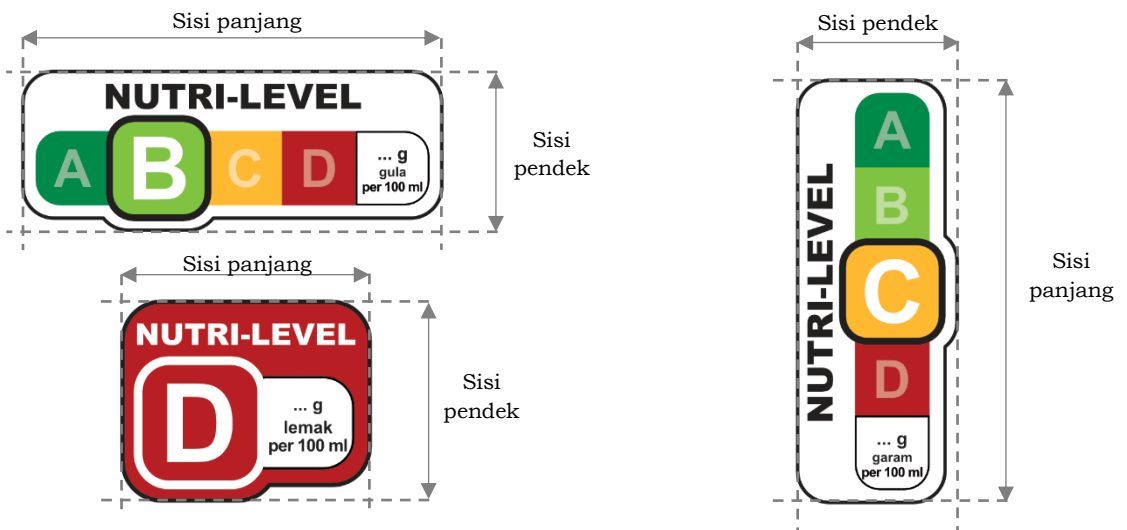 Sisi panjang
NUTRI-LEVEL
A B C D
... g
gula
per 100 ml
Sisi
pendek
Sisi panjang
NUTRI-LEVEL
D
... g
lemak
per 100 ml
Sisi
pendek
Sisi pendek
NUTRI-LEVEL
A
B
C
D
... g
garam
per 100 ml
Sisi
panjang